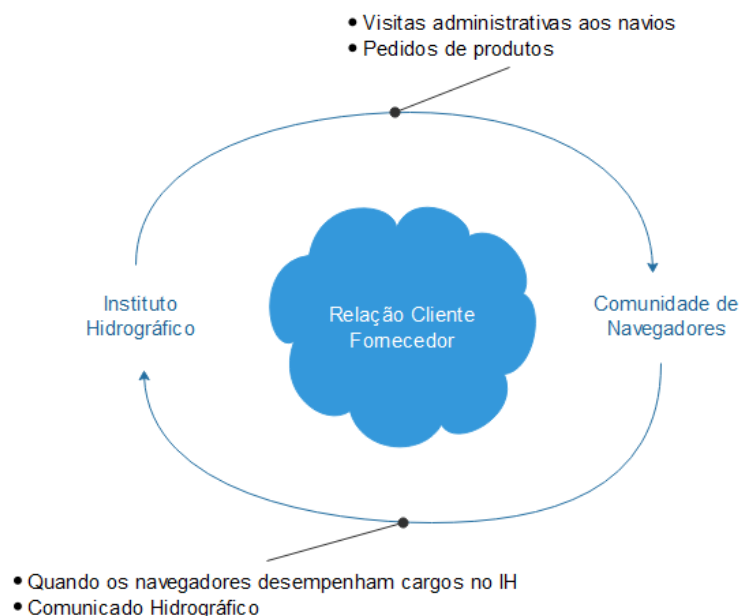 • Visitas administrativas aos navios
• Pedidos de produtos
Instituto
Hidrográfico
Relação Cliente
Fornecedor
Comunidade de
Navegadores
• Quando os navegadores desempenham cargos no IH
• Comunicado Hidrográfico